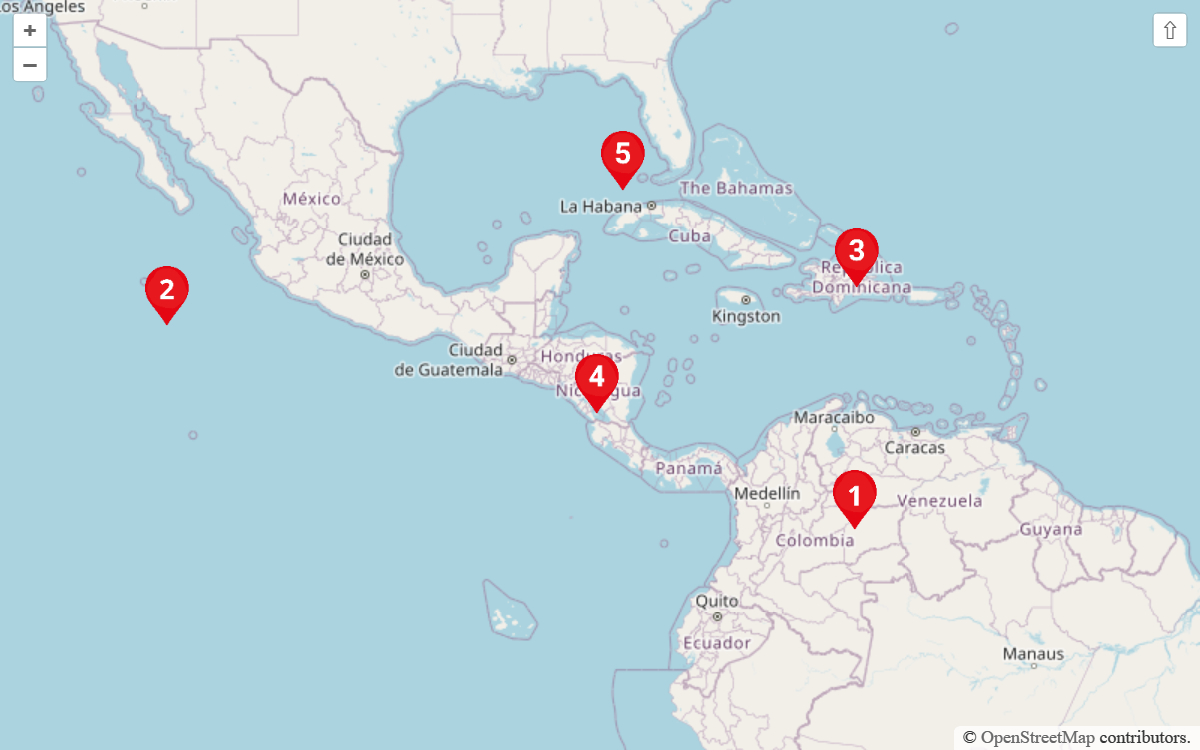 os Angeles
+
−
⇧
5
The Bahamas
México
La Habana
Cuba
Ciudad
de México
3
República
Dominicana
2
Kingston
Ciudad
de Guatemala
Honduras
4
Nicaragua
Maracaibo
Caracas
Panamá
Medellín
1
Venezuela
Colombia
Guyana
Quito
Ecuador
Manaus
© OpenStreetMap contributors.